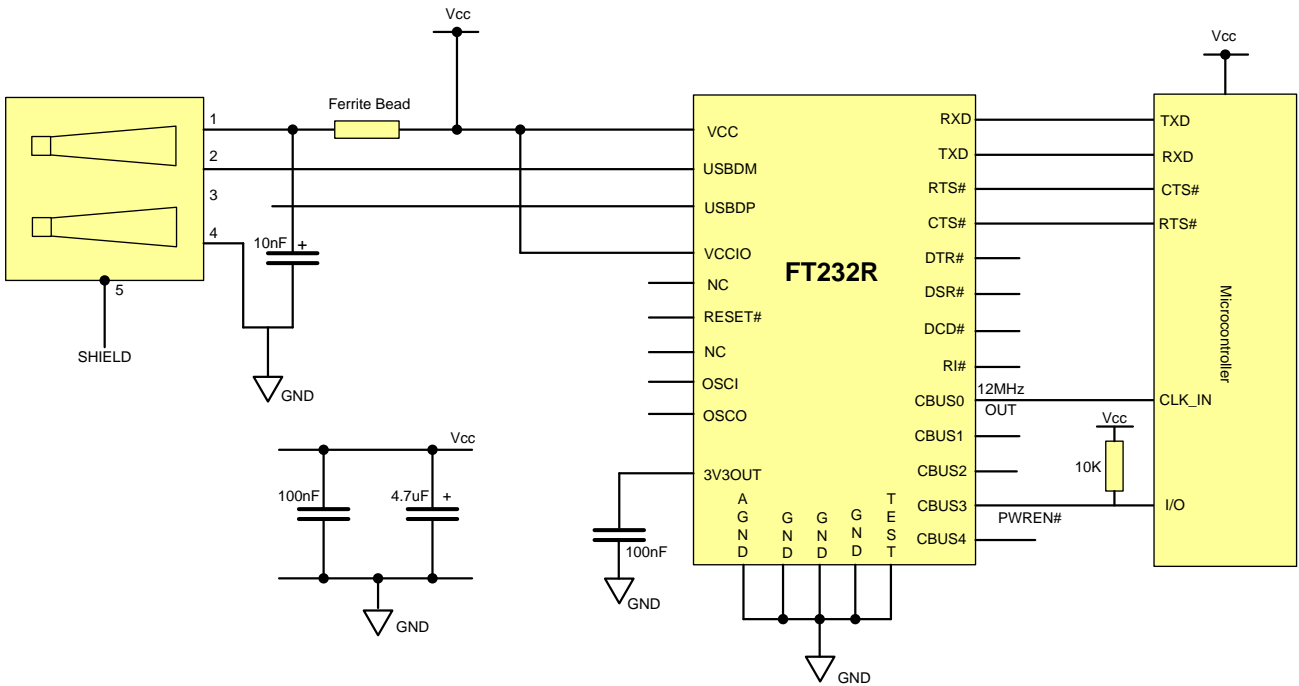 Vcc
Vcc
Ferrite Bead
1
2
3
4
5
SHIELD
10nF +
GND
VCC
USBDM
USBDP
VCCIO
NC
RESET#
NC
OSCI
OSCO
3V3OUT
FT232R
RXD
TXD
RTS#
CTS#
DTR#
DSR#
DCD#
RI#
CBUS0
CBUS1
CBUS2
CBUS3
CBUS4
AGND
GND
GND
GND
TEST
12MHz
OUT
Vcc
10K
PWREN#
TXD
RXD
CTS#
RTS#
Microcontroller
CLK_IN
I/O
Vcc
100nF
4.7uF +
GND
100nF
GND
GND